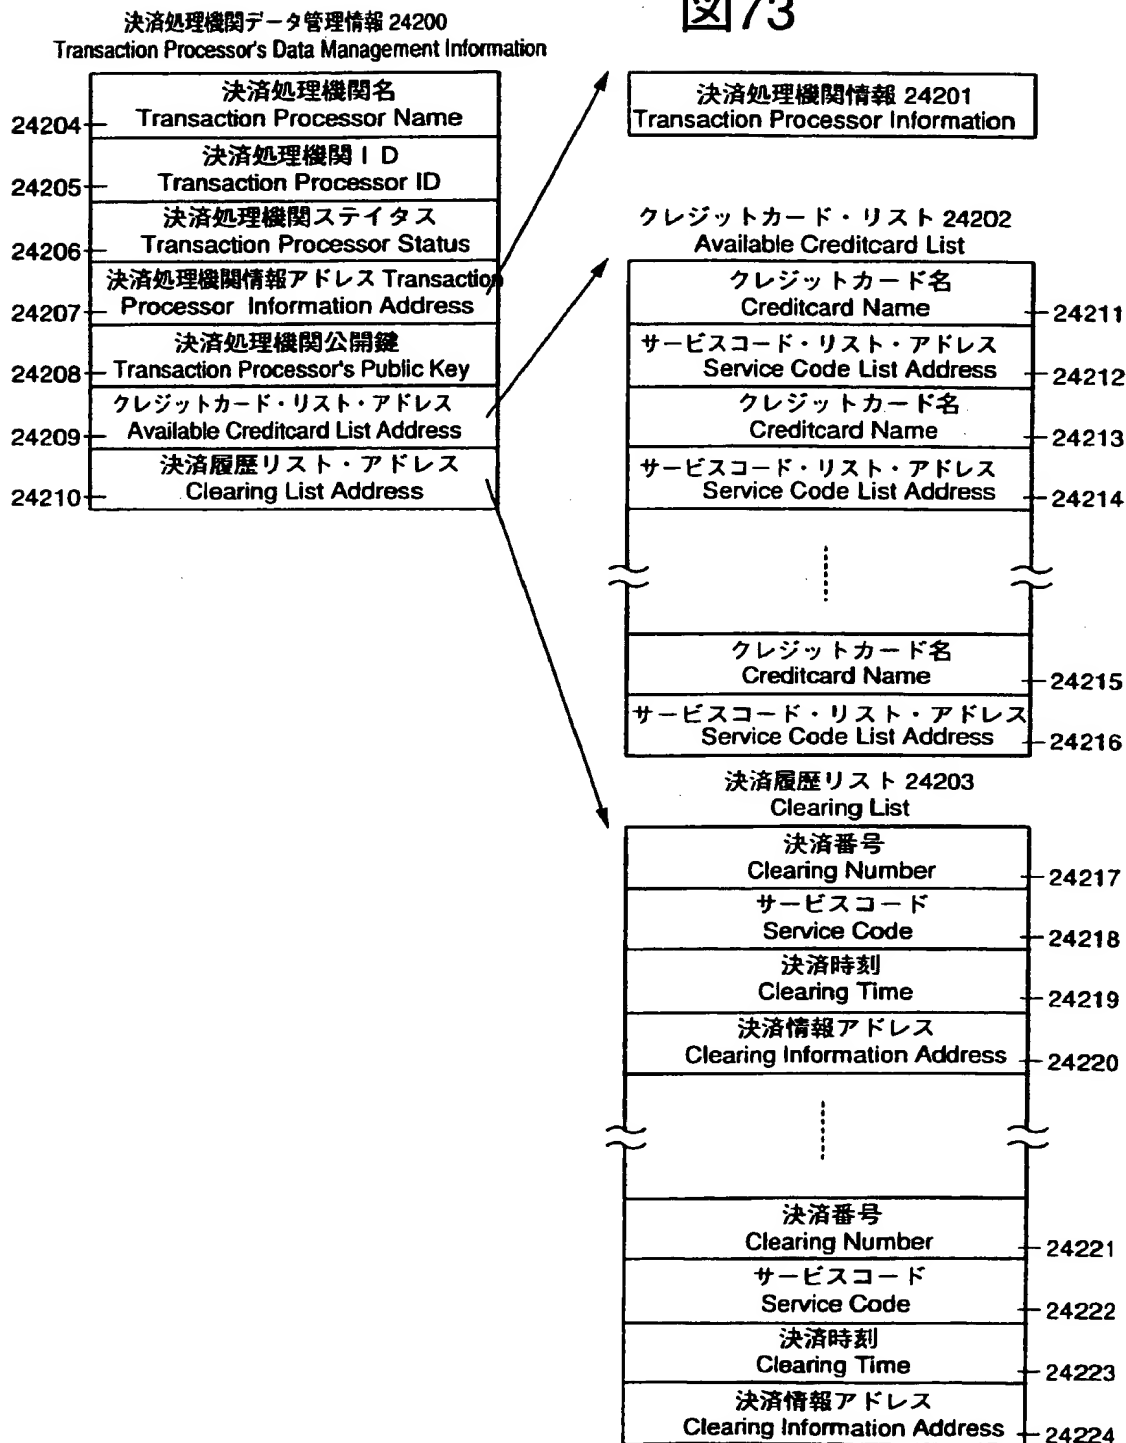 図73
決済処理機関データ管理情報 24200
Transaction Processor's Data Management Information
決済処理機関名
Transaction Processor Name
24204
決済処理機関ID
Transaction Processor ID
24205
決済処理機関ステイタス
Transaction Processor Status
24206
決済処理機関情報アドレス Transaction
Processor Information Address
24207
決済処理機関公開鍵
Transaction Processor's Public Key
24208
クレジットカード・リスト・アドレス
Available Creditcard List Address
24209
決済履歴リスト・アドレス
Clearing List Address
24210
決済処理機関情報 24201
Transaction Processor Information
クレジットカード・リスト 24202
Available Creditcard List
クレジットカード名
Creditcard Name
24211
サービスコード・リスト・アドレス
Service Code List Address
24212
クレジットカード名
Creditcard Name
24213
サービスコード・リスト・アドレス
Service Code List Address
24214
クレジットカード名
Creditcard Name
24215
サービスコード・リスト・アドレス
Service Code List Address
24216
決済履歴リスト 24203
Clearing List
決済番号
Clearing Number
24217
サービスコード
Service Code
24218
決済時刻
Clearing Time
24219
決済情報アドレス
Clearing Information Address
24220
決済番号
Clearing Number
24221
サービスコード
Service Code
24222
決済時刻
Clearing Time
24223
決済情報アドレス
Clearing Information Address
24224